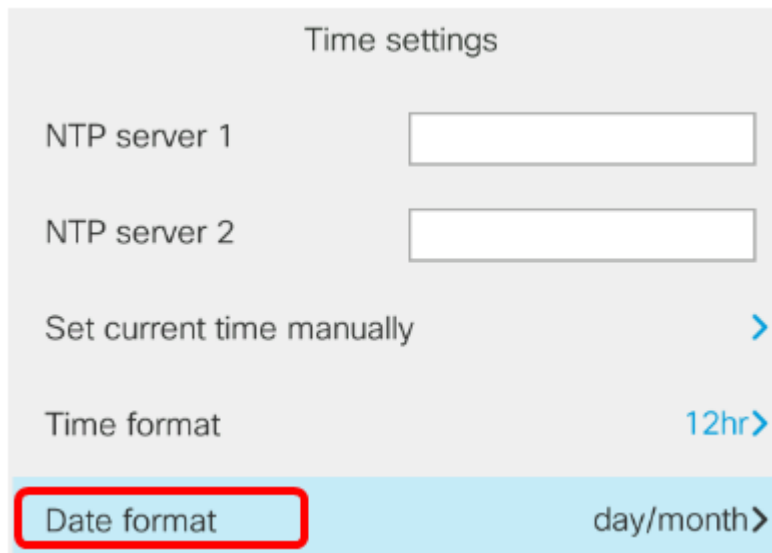 Time settings
NTP server 1
NTP server 2
Set current time manually
Time format 12hr
Date format day/month